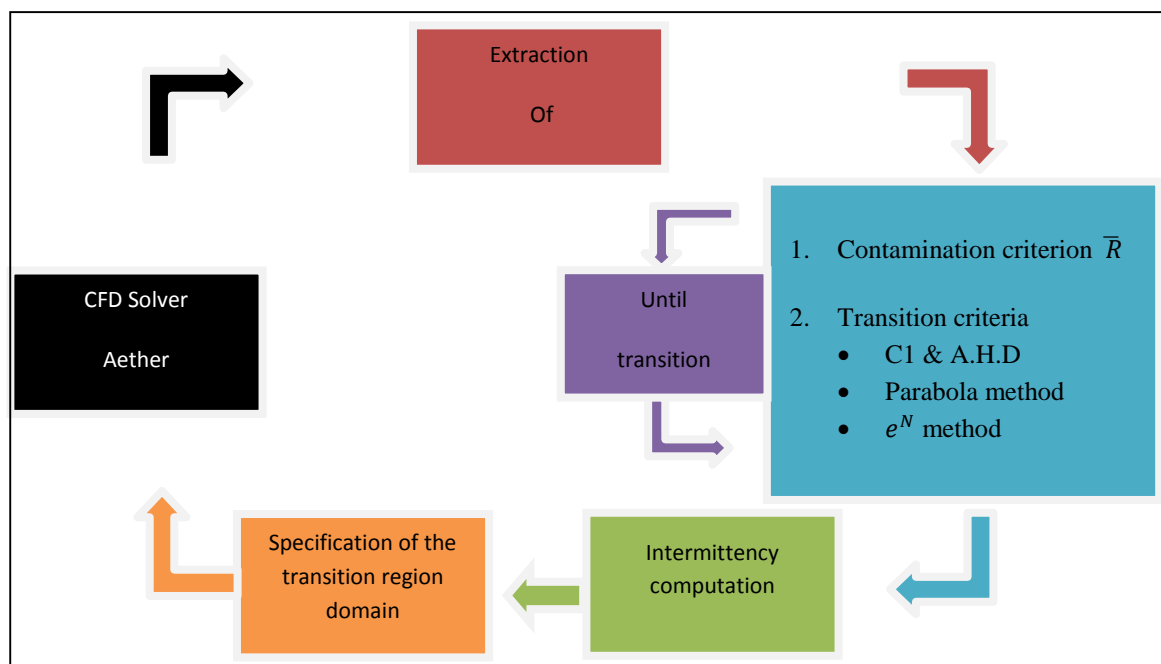 Extraction
Of
1. Contamination criterion R̅
2. Transition criteria
• C1 & A.H.D
• Parabola method
• e^N method
Until
transition
CFD Solver
Aether
Intermittency
computation
Specification of the
transition region
domain